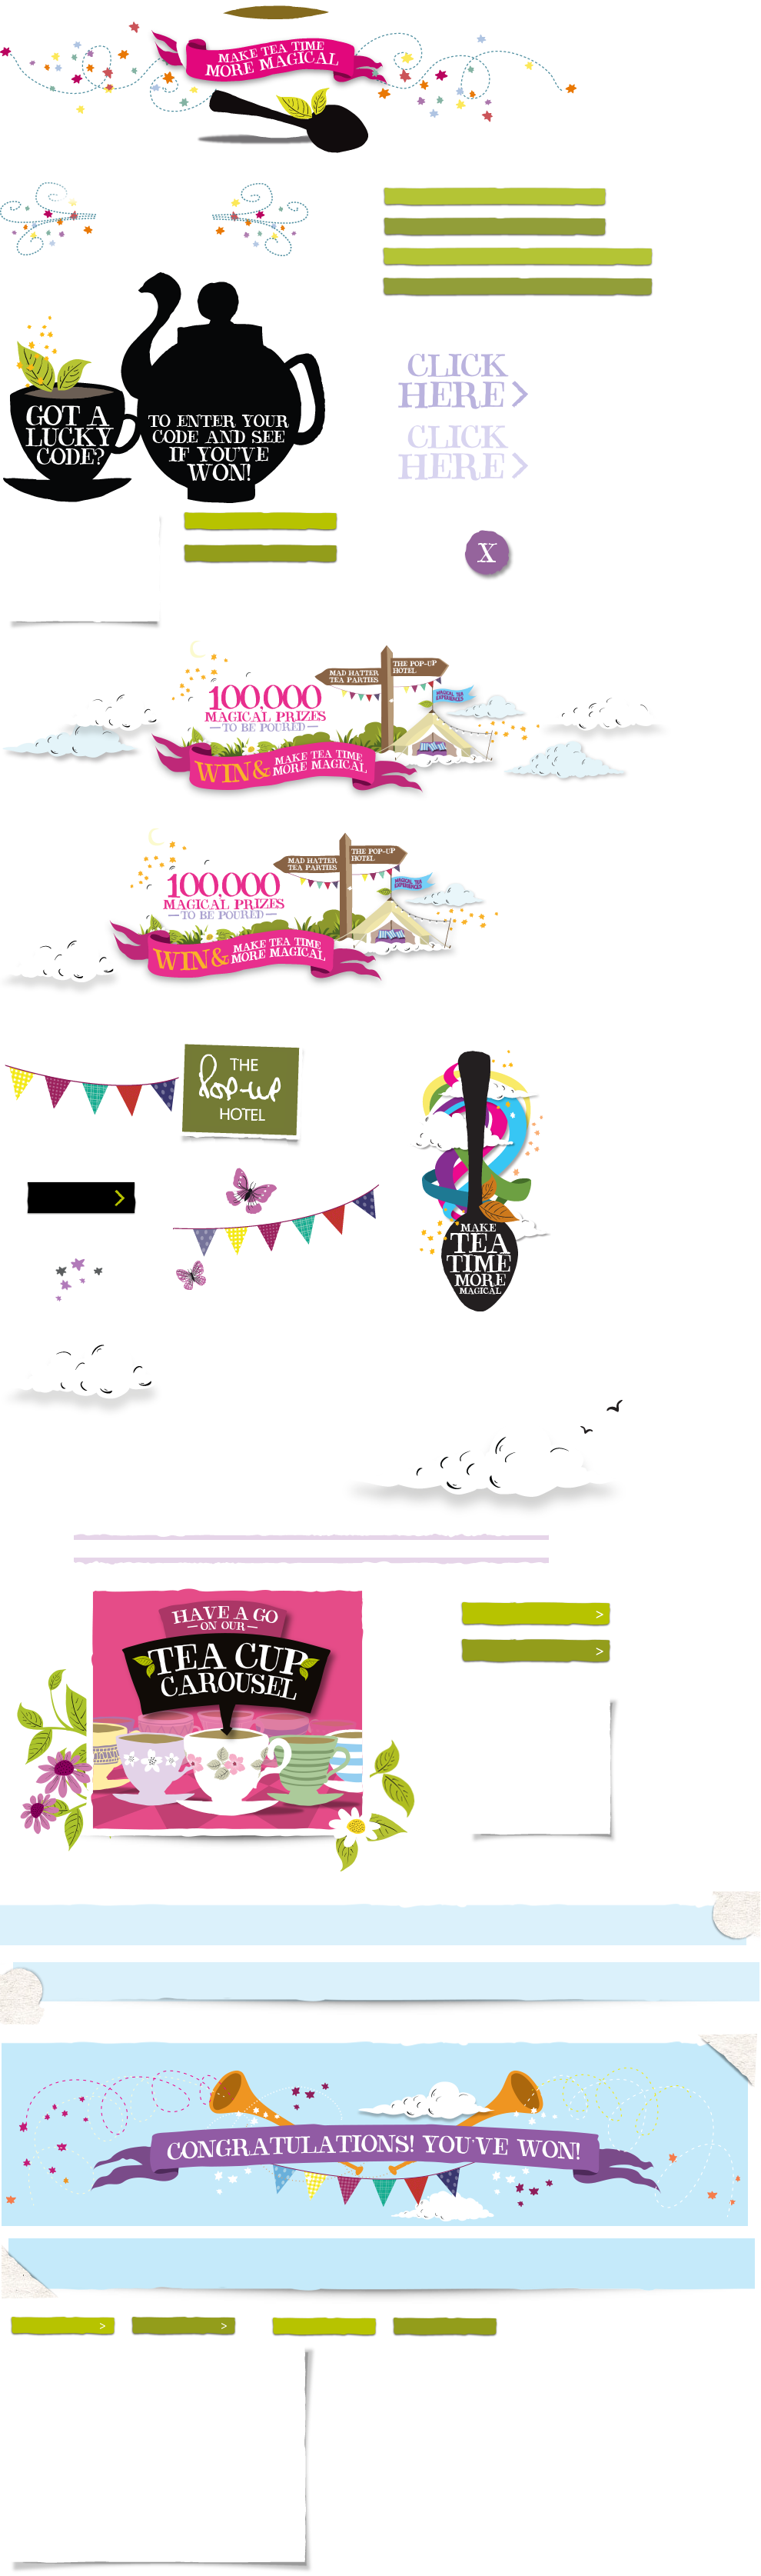 MAKE TEA TIME
MORE MAGICAL
CLICK
HERE >
CLICK
HERE >
GOT A
LUCKY
CODE?
TO ENTER YOUR
CODE AND SEE
IF YOU'VE
WON!
X
100,000
MAGICAL PRIZES
TO BE POURED
MAD HATTER
TEA PARTIES
THE POP-UP
HOTEL
MAGICAL TEA
EXPERIENCES
WIN & MAKE TEA TIME
MORE MAGICAL
100,000
MAGICAL PRIZES
TO BE POURED
MAD HATTER
TEA PARTIES
THE POP-UP
HOTEL
MAGICAL TEA
EXPERIENCES
WIN & MAKE TEA TIME
MORE MAGICAL
THE
Pop-up
HOTEL
>
MAKE
TEA
TIME
MORE
MAGICAL
HAVE A GO
ON OUR
TEA CUP
CAROUSEL
>
>
CONGRATULATIONS! YOU'VE WON!
>
>